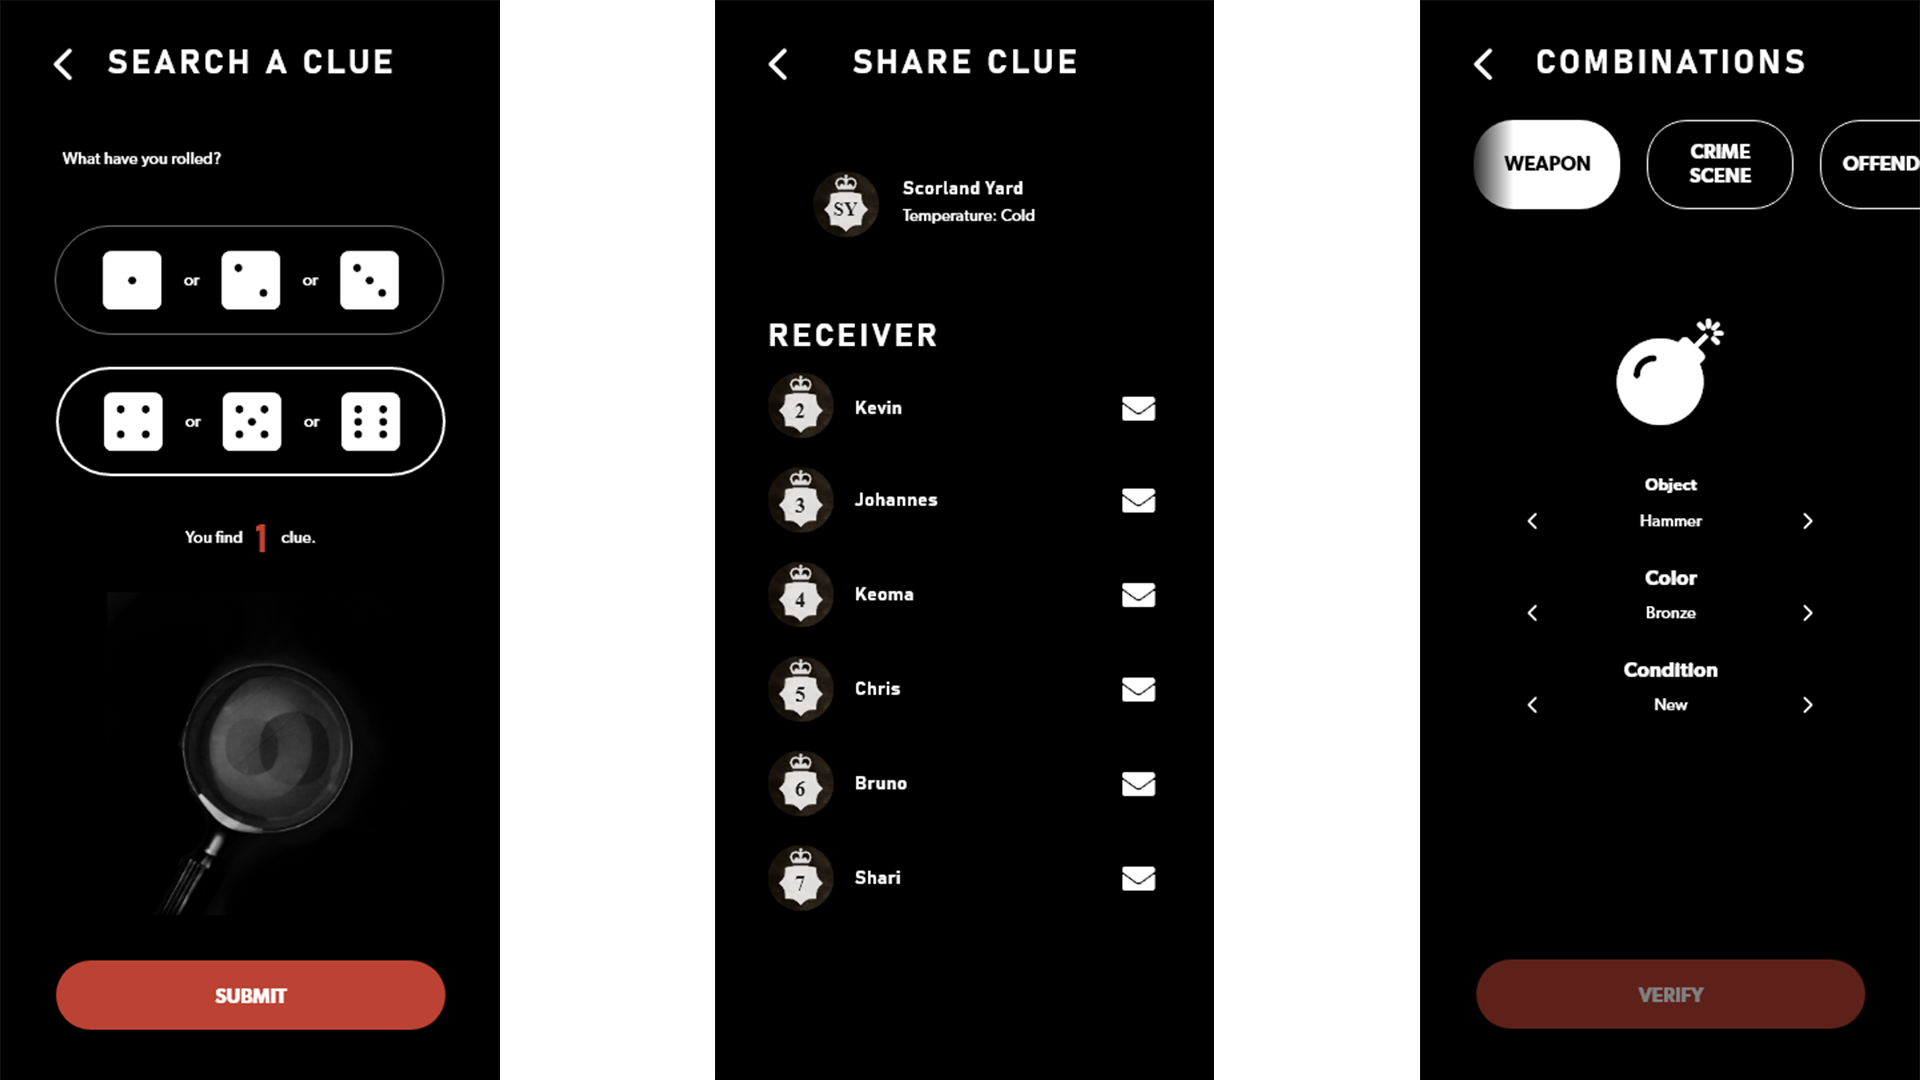 SEARCH A CLUE
What have you rolled?
or or
or or
You find 1 clue.
SUBMIT
SHARE CLUE
SY
Scorland Yard
Temperature: Cold
RECEIVER
2 Kevin
3 Johannes
4 Keoma
5 Chris
6 Bruno
7 Shari
COMBINATIONS
WEAPON
CRIME
SCENE
OFFEND
Object
Hammer
Color
Bronze
Condition
New
VERIFY